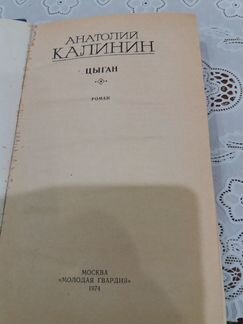 АНАТОЛИЙ
КАЛИНИН
ЦЫГАН
РОМАН
МОСКВА
«МОЛОДАЯ ГВАРДИЯ»
1974